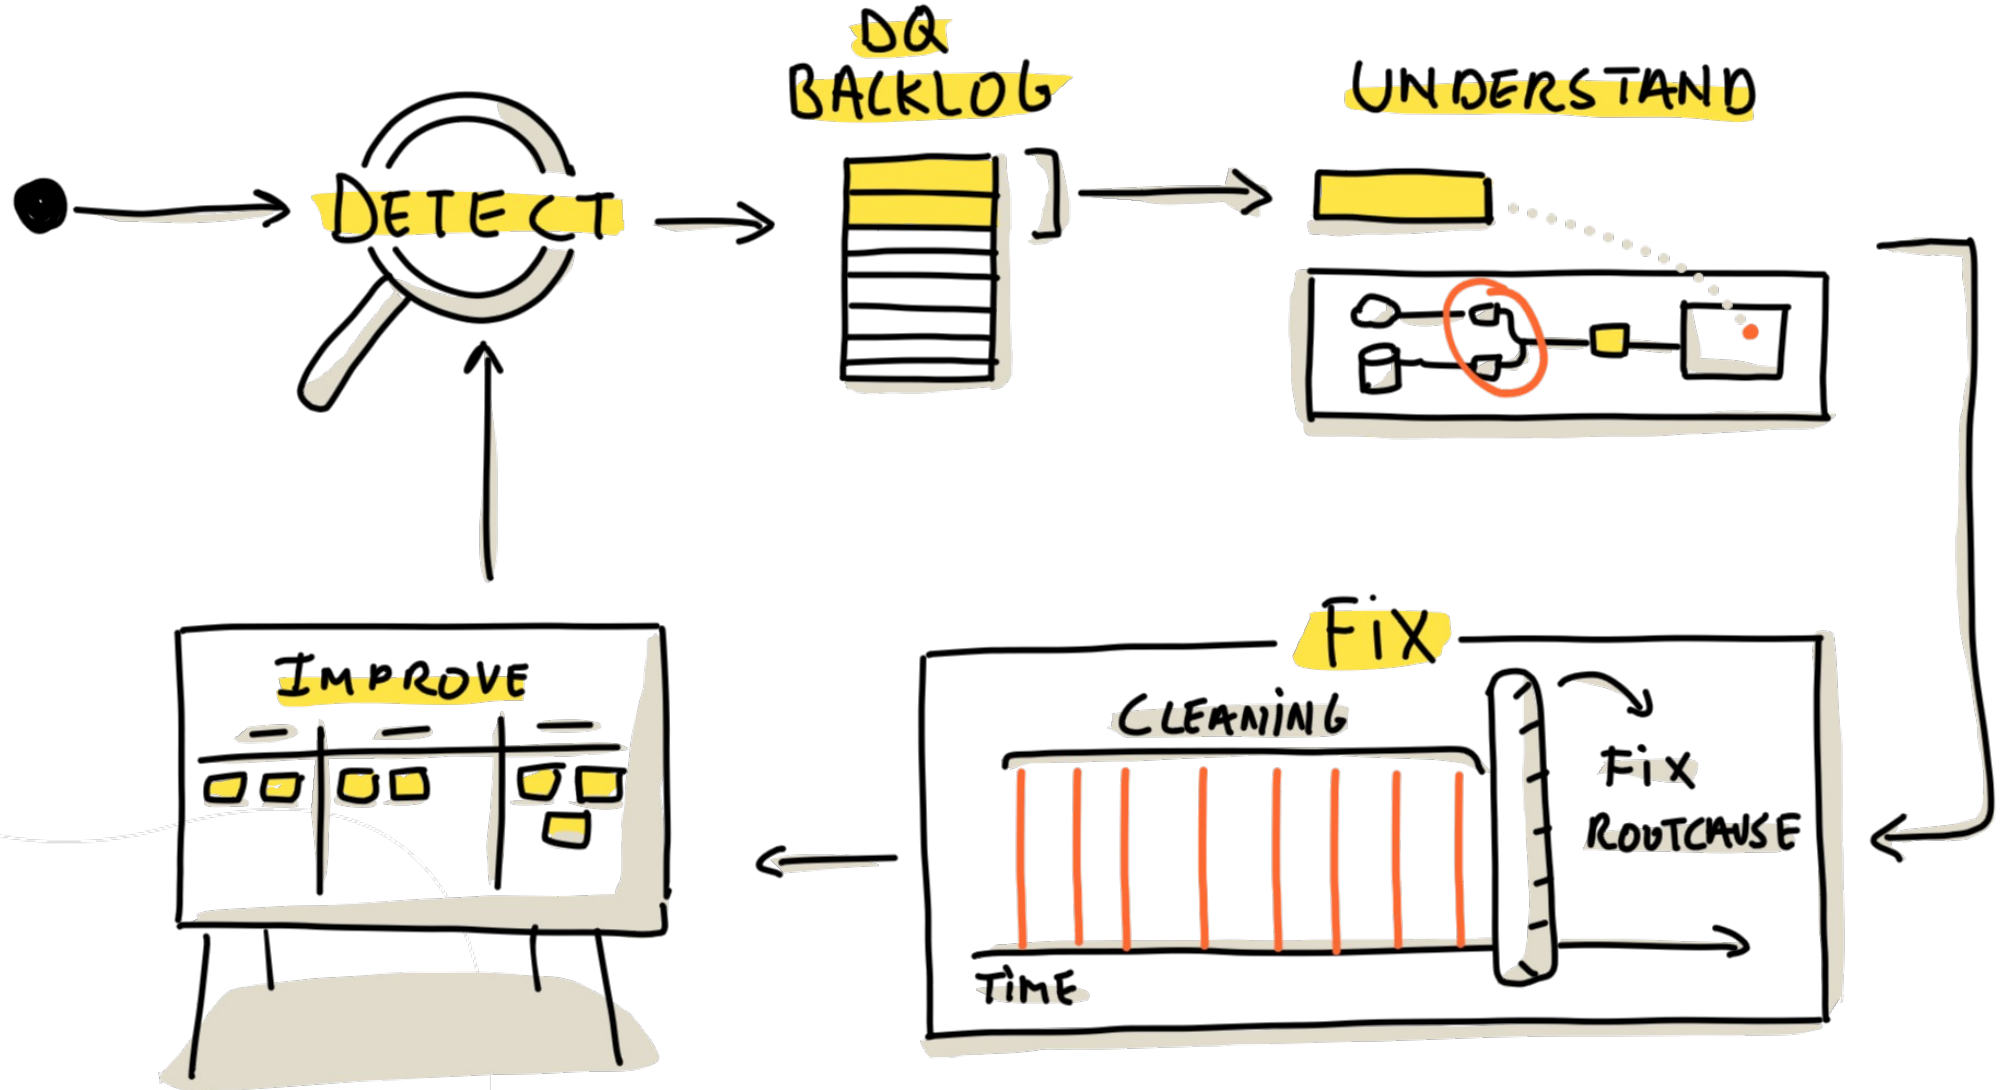 DQ
BACKLOG
UNDERSTAND
DETECT
FiX
IMPROVE
CLEANiNG
FiX
ROOTCAUSE
TiME